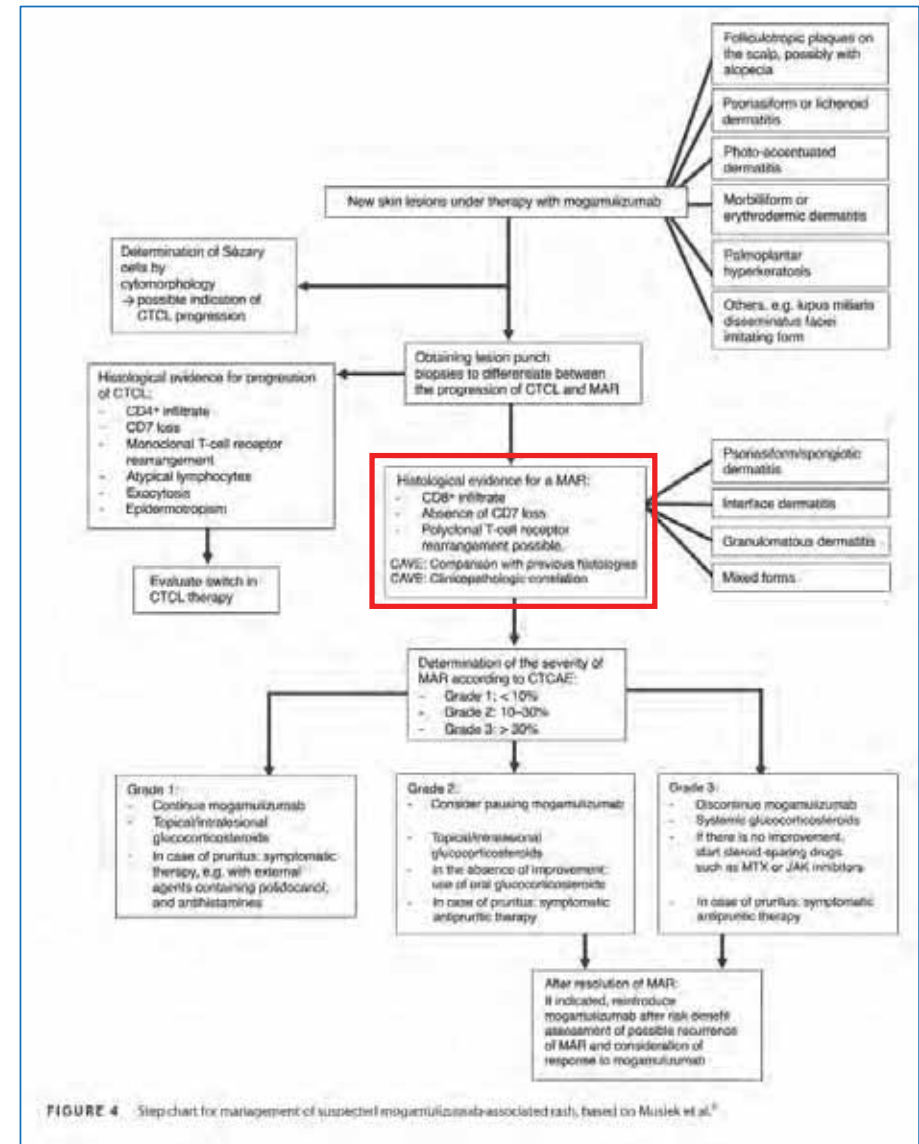 Folliculotropic plaques on
the scalp, possibly with
alopecia
Psoriasiform or lichenoid
dermatitis
Photo-accentuated
dermatitis
Morbilliform or
erythrodermic dermatitis
Palmoplantar
hyperkeratosis
Others, e.g. lupus miliaris
disseminatus faciei
imitating form
New skin lesions under therapy with mogamulizumab
Determination of Sézary
cells by
cytomorphology
→ possible indication of
CTCL progression
Obtaining lesion punch
biopsies to differentiate between
the progression of CTCL and MAR
Histological evidence for progression
of CTCL:
- CD4⁺ infiltrate
- CD7 loss
- Monoclonal T-cell receptor
rearrangement
- Atypical lymphocytes
- Exocytosis
- Epidermotropism
Evaluate switch in
CTCL therapy
Histological evidence for a MAR:
- CD8⁺ infiltrate
- Absence of CD7 loss
- Polyclonal T-cell receptor
rearrangement possible.
CAVE: Comparison with previous histologies
CAVE: Clinicopathologic correlation
Psoriasiform/spongiotic
dermatitis
Interface dermatitis
Granulomatous dermatitis
Mixed forms
Determination of the severity of
MAR according to CTCAE:
- Grade 1: < 10%
- Grade 2: 10–30%
- Grade 3: > 30%
Grade 1:
- Continue mogamulizumab
- Topical/intralesional
glucocorticosteroids
- In case of pruritus: symptomatic
therapy, e.g. with external
agents containing polidocanol,
and antihistamines
Grade 2:
- Consider pausing mogamulizumab
- Topical/intralesional
glucocorticosteroids
- In the absence of improvement:
use of oral glucocorticosteroids
- In case of pruritus: symptomatic
antipruritic therapy
Grade 3:
- Discontinue mogamulizumab
- Systemic glucocorticosteroids
- If there is no improvement,
start steroid-sparing drugs
such as MTX or JAK inhibitors
- In case of pruritus: symptomatic
antipruritic therapy
After resolution of MAR:
If indicated, reintroduce
mogamulizumab after risk-benefit
assessment of possible recurrence
of MAR and consideration of
response to mogamulizumab
FIGURE 4 Step chart for management of suspected mogamulizumab-associated rash, based on Musiek et al.